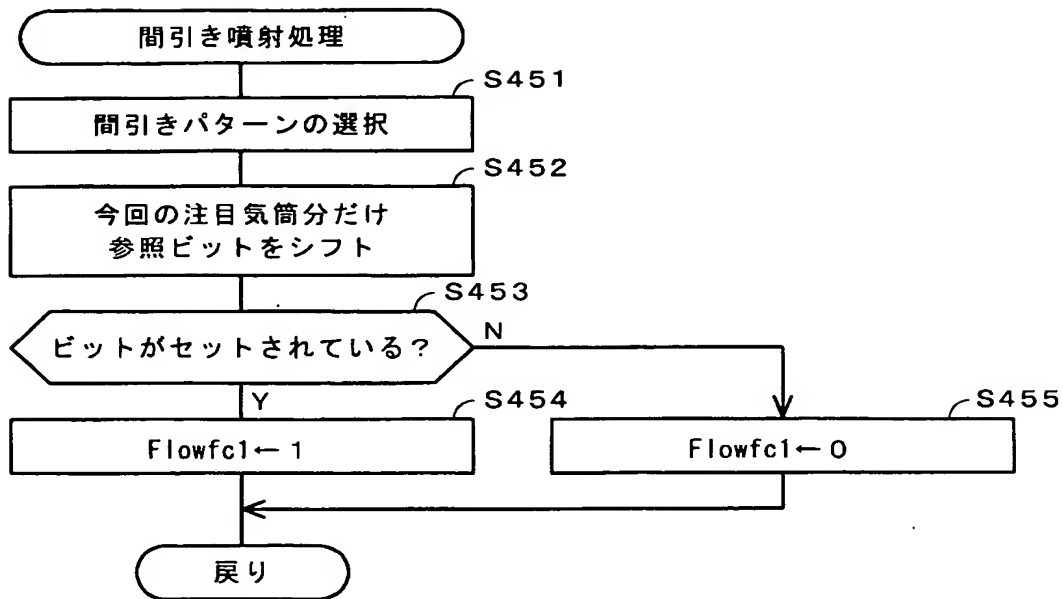 間引き噴射処理
S451
間引きパターンの選択
S452
今回の注目気筒分だけ
参照ビットをシフト
S453
ビットがセットされている?
N
Y
S454
Flowfc1←1
S455
Flowfc1←0
戻り